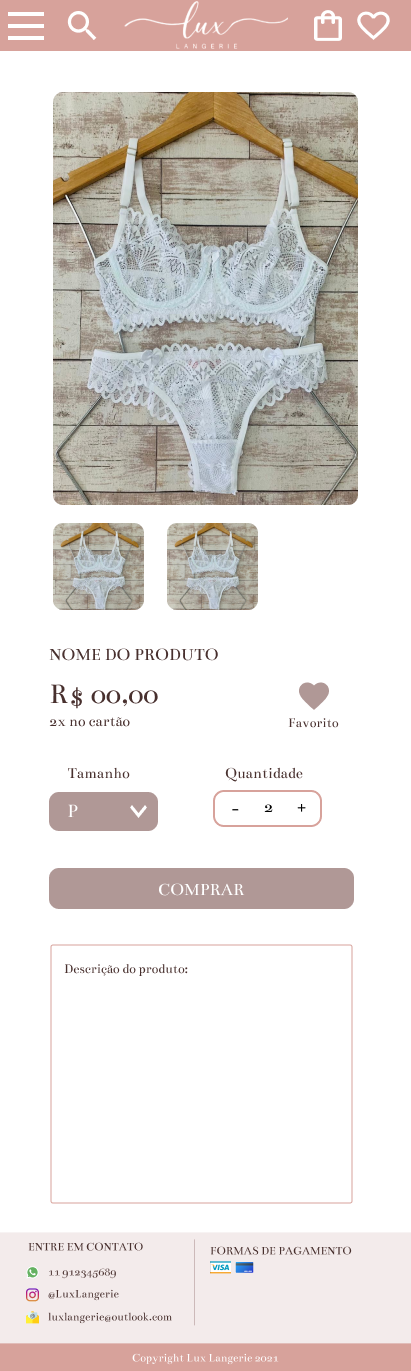 lux
LANGERIE
NOME DO PRODUTO
R$ 00,00
2x no cartão
Favorito
Tamanho
Quantidade
P
- 2 +
COMPRAR
Descrição do produto:
ENTRE EM CONTATO
11 912345689
@LuxLangerie
luxlangerie@outlook.com
FORMAS DE PAGAMENTO
VISA
Copyright Lux Langerie 2021